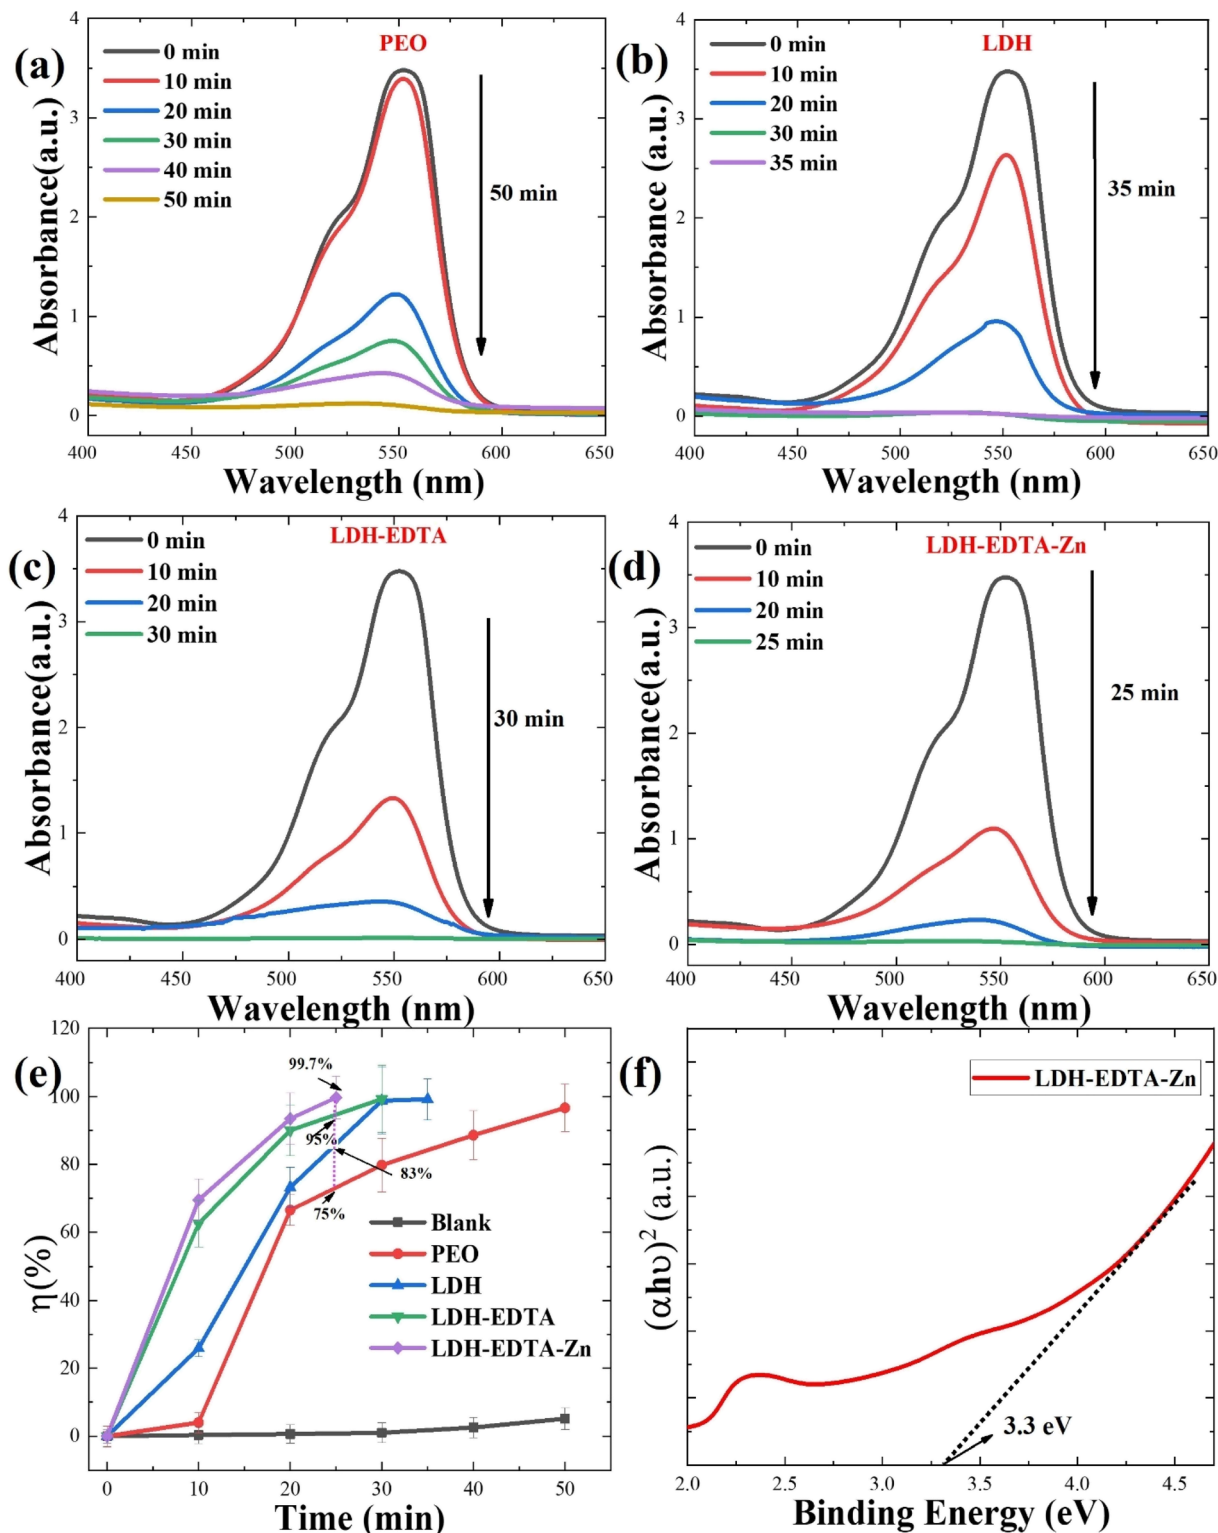 (a)
PEO
0 min
10 min
20 min
30 min
40 min
50 min
50 min
4
3
2
1
0
Absorbance(a.u.)
400 450 500 550 600 650
Wavelength (nm)
(b)
LDH
0 min
10 min
20 min
30 min
35 min
35 min
4
3
2
1
0
Absorbance (a.u.)
400 450 500 550 600 650
Wavelength (nm)
(c)
LDH-EDTA
0 min
10 min
20 min
30 min
30 min
4
3
2
1
0
Absorbance(a.u.)
400 450 500 550 600 650
Wavelength (nm)
(d)
LDH-EDTA-Zn
0 min
10 min
20 min
25 min
25 min
4
3
2
1
0
Absorbance(a.u.)
400 450 500 550 600 650
Wavelength (nm)
(e)
120
100
80
60
40
20
0
η(%)
99.7%
95%
83%
75%
Blank
PEO
LDH
LDH-EDTA
LDH-EDTA-Zn
0 10 20 30 40 50
Time (min)
(f)
LDH-EDTA-Zn
(αhυ)² (a.u.)
3.3 eV
2.0 2.5 3.0 3.5 4.0 4.5
Binding Energy (eV)